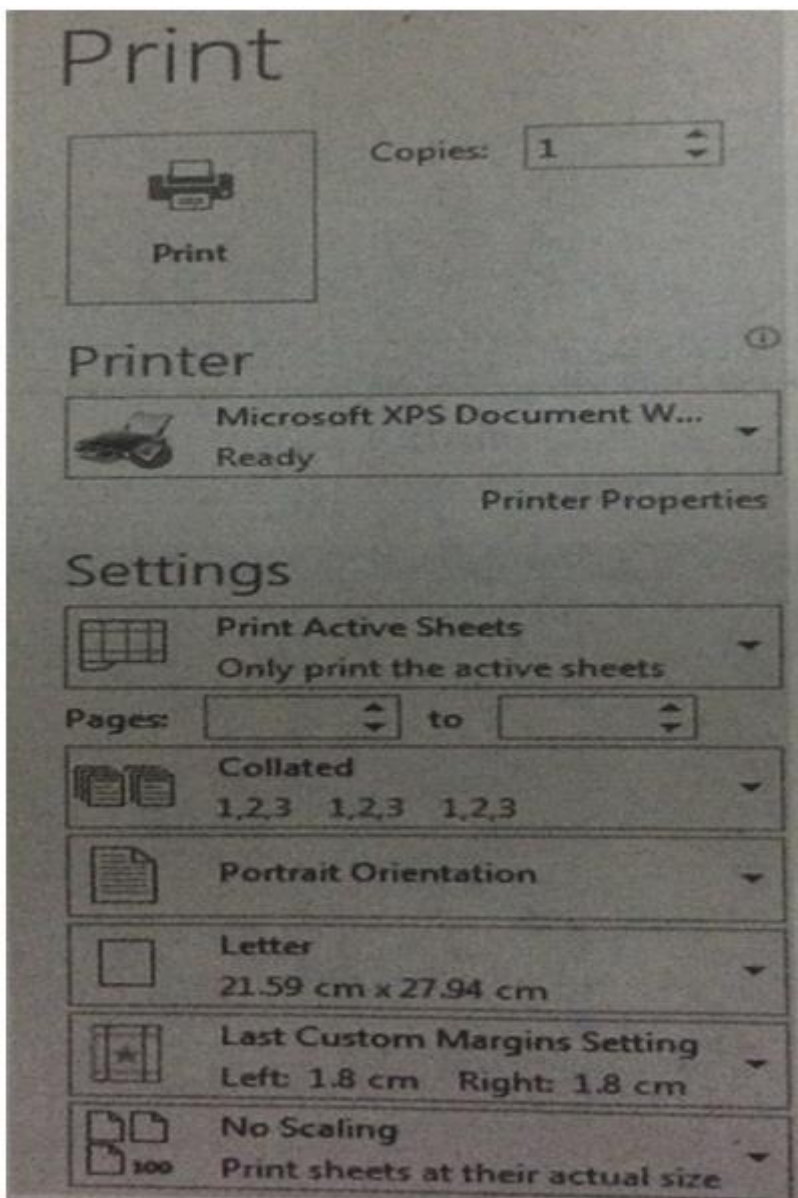 Print
Copies: 1
Print
Printer
Microsoft XPS Document W...
Ready
Printer Properties
Settings
Print Active Sheets
Only print the active sheets
Pages: to
Collated
1,2,3 1,2,3 1,2,3
Portrait Orientation
Letter
21.59 cm x 27.94 cm
Last Custom Margins Setting
Left: 1.8 cm Right: 1.8 cm
No Scaling
100 Print sheets at their actual size